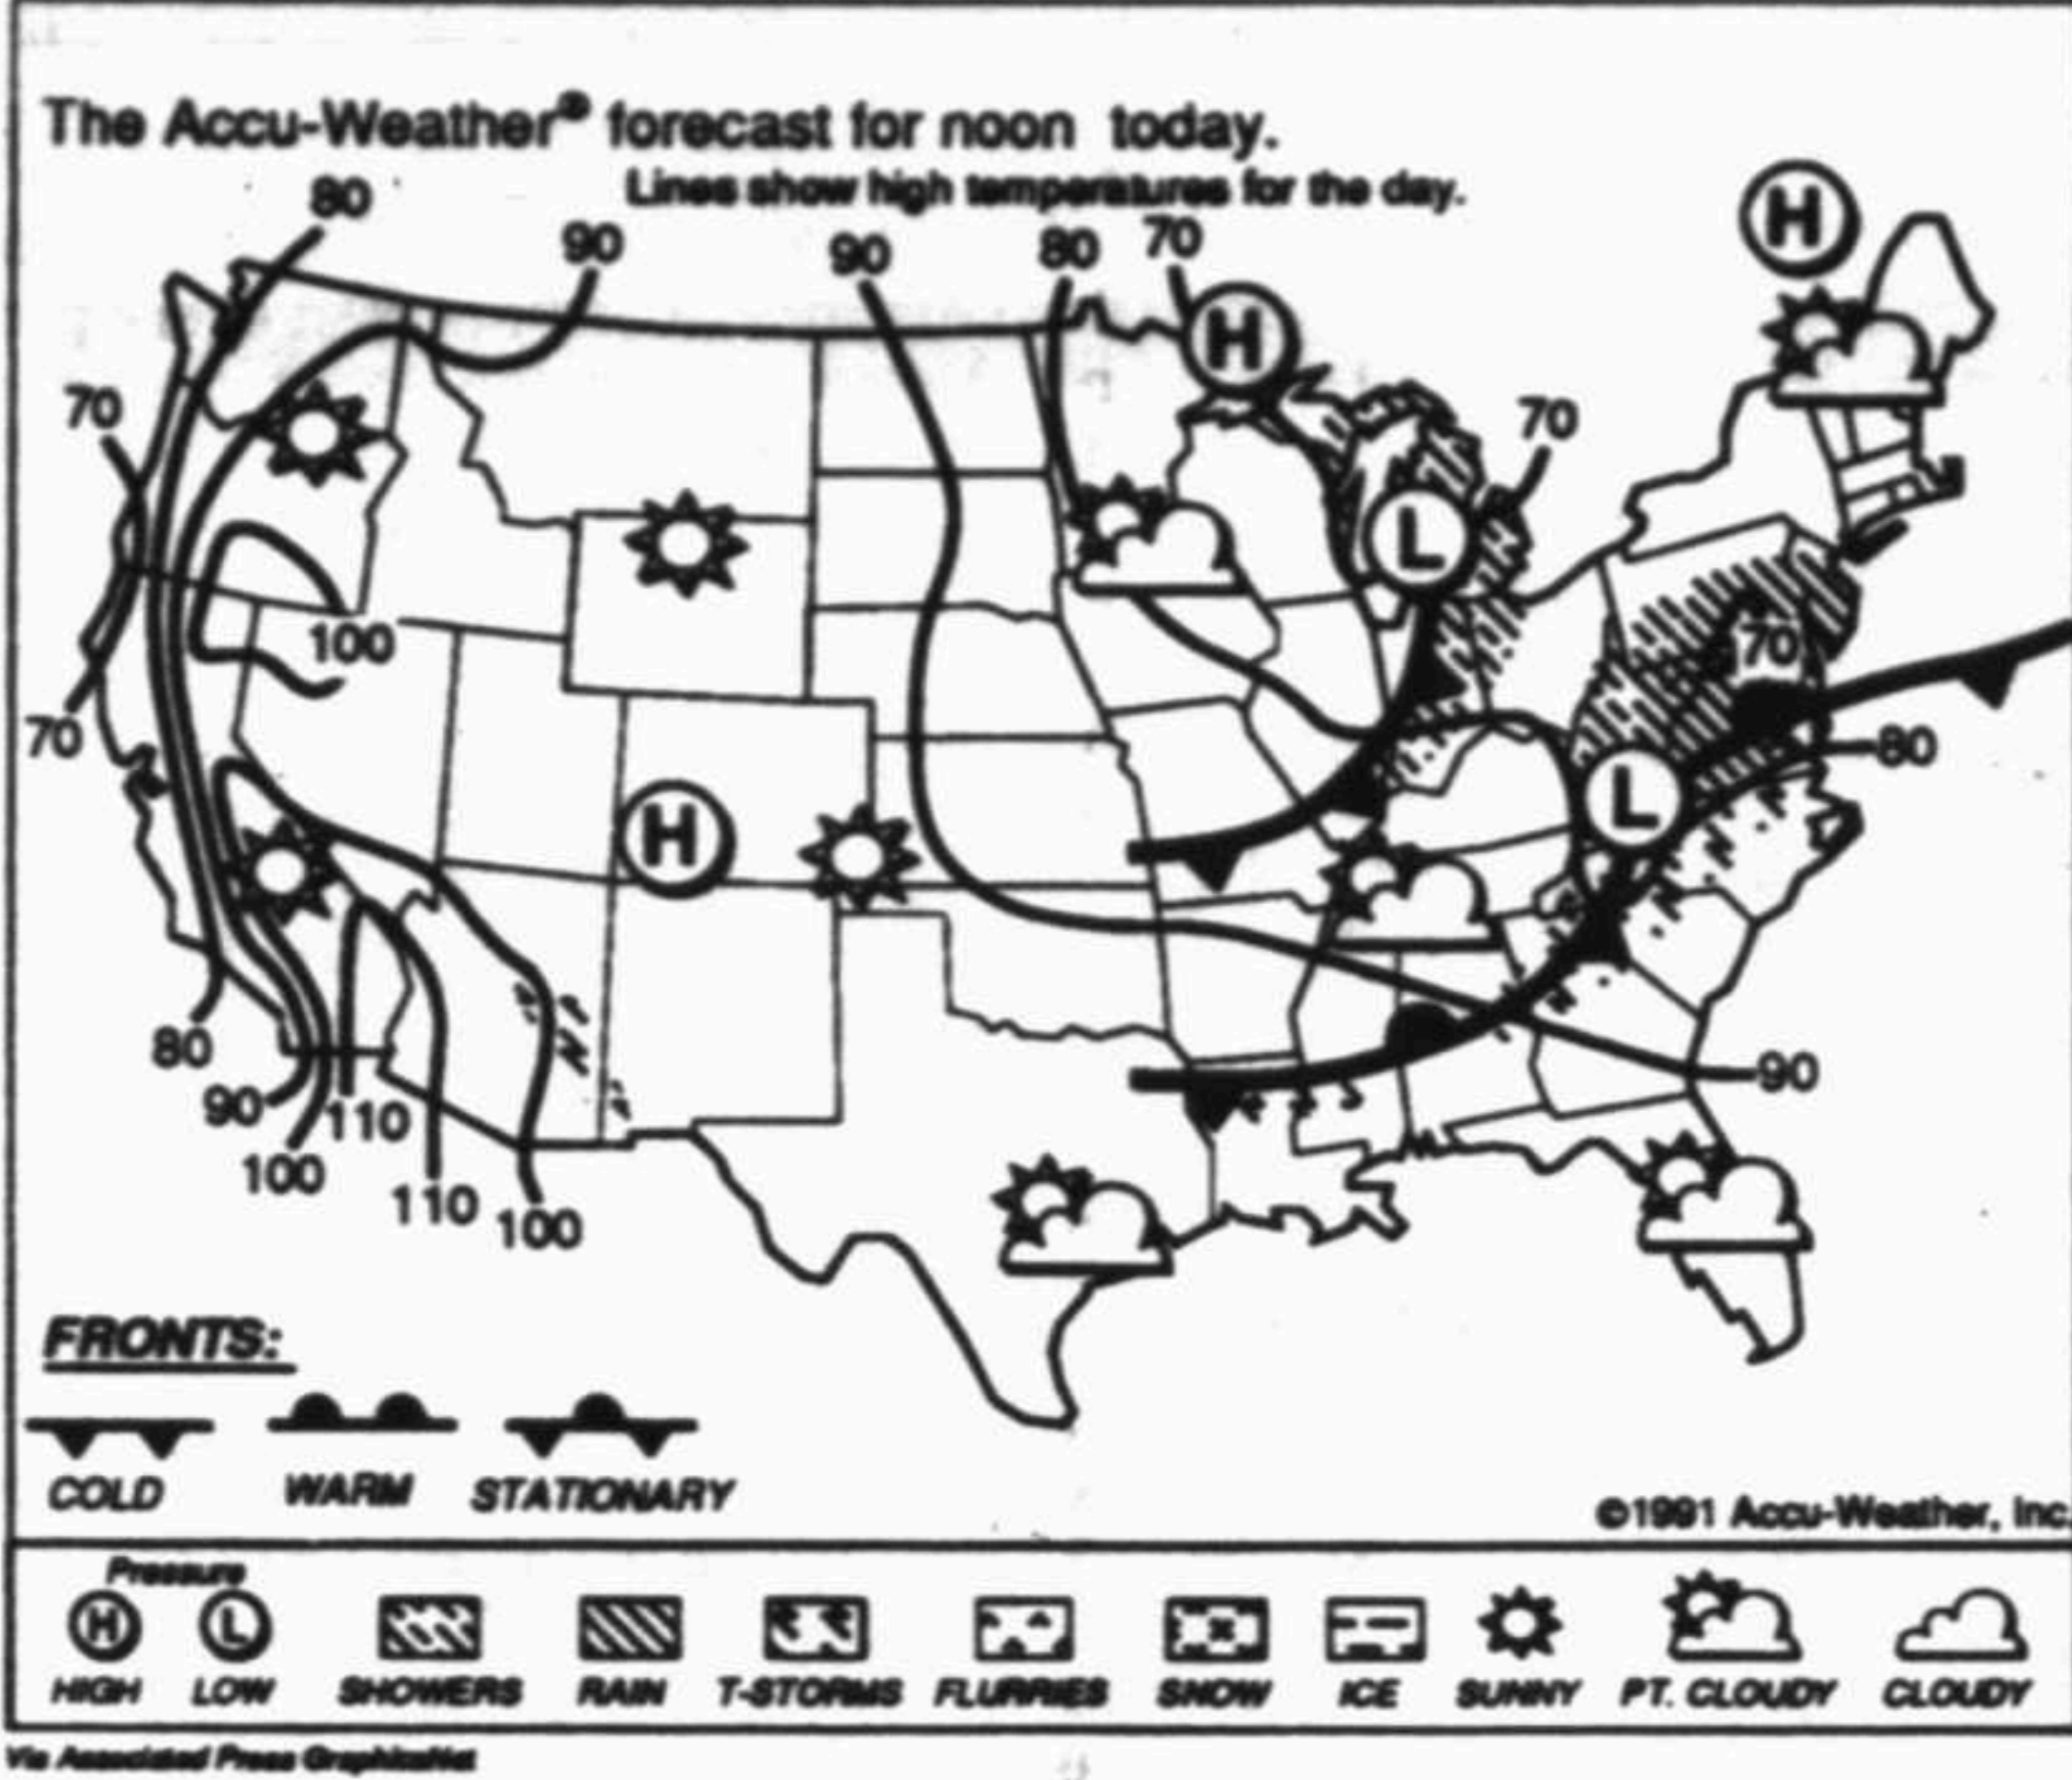 The Accu-Weather® forecast for noon today.
Lines show high temperatures for the day.
80
90
90
80
70
H
H
70
70
L
100
70
70
80
H
L
80
90
110
90
100
110
100
FRONTS:
COLD
WARM
STATIONARY
©1991 Accu-Weather, Inc.
Pressure
H
L
HIGH
LOW
SHOWERS
RAIN
T-STORMS
FLURRIES
SNOW
ICE
SUNNY
PT. CLOUDY
CLOUDY
Via Associated Press GraphicsNet